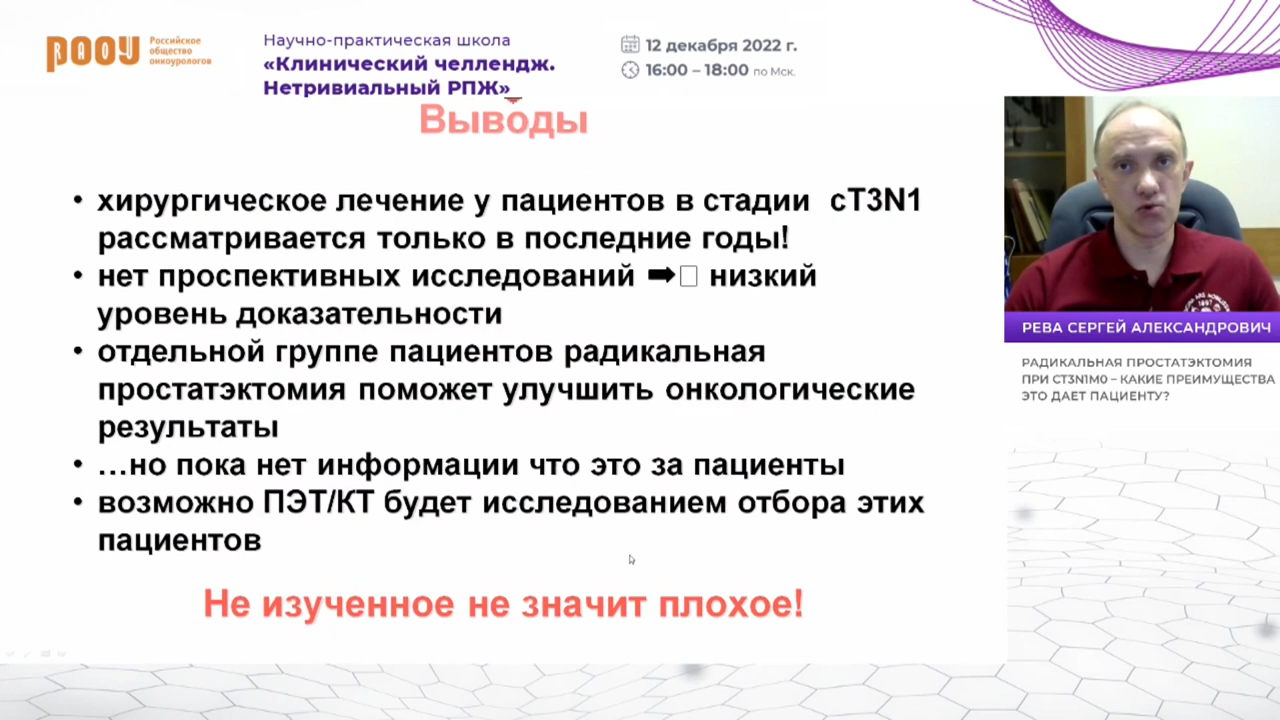 РАОУ
Российское
общество
онкоурологов
Научно-практическая школа
«Клинический челлендж.
Нетривиальный РПЖ»
12 декабря 2022 г.
16:00 – 18:00 по Мск.
Выводы
• хирургическое лечение у пациентов в стадии cT3N1
рассматривается только в последние годы!
• нет проспективных исследований ➡□ низкий
уровень доказательности
• отдельной группе пациентов радикальная
простатэктомия поможет улучшить онкологические
результаты
• …но пока нет информации что это за пациенты
• возможно ПЭТ/КТ будет исследованием отбора этих
пациентов
Не изученное не значит плохое!
РЕВА СЕРГЕЙ АЛЕКСАНДРОВИЧ
РАДИКАЛЬНАЯ ПРОСТАТЭКТОМИЯ
ПРИ CT3N1M0 – КАКИЕ ПРЕИМУЩЕСТВА
ЭТО ДАЕТ ПАЦИЕНТУ?